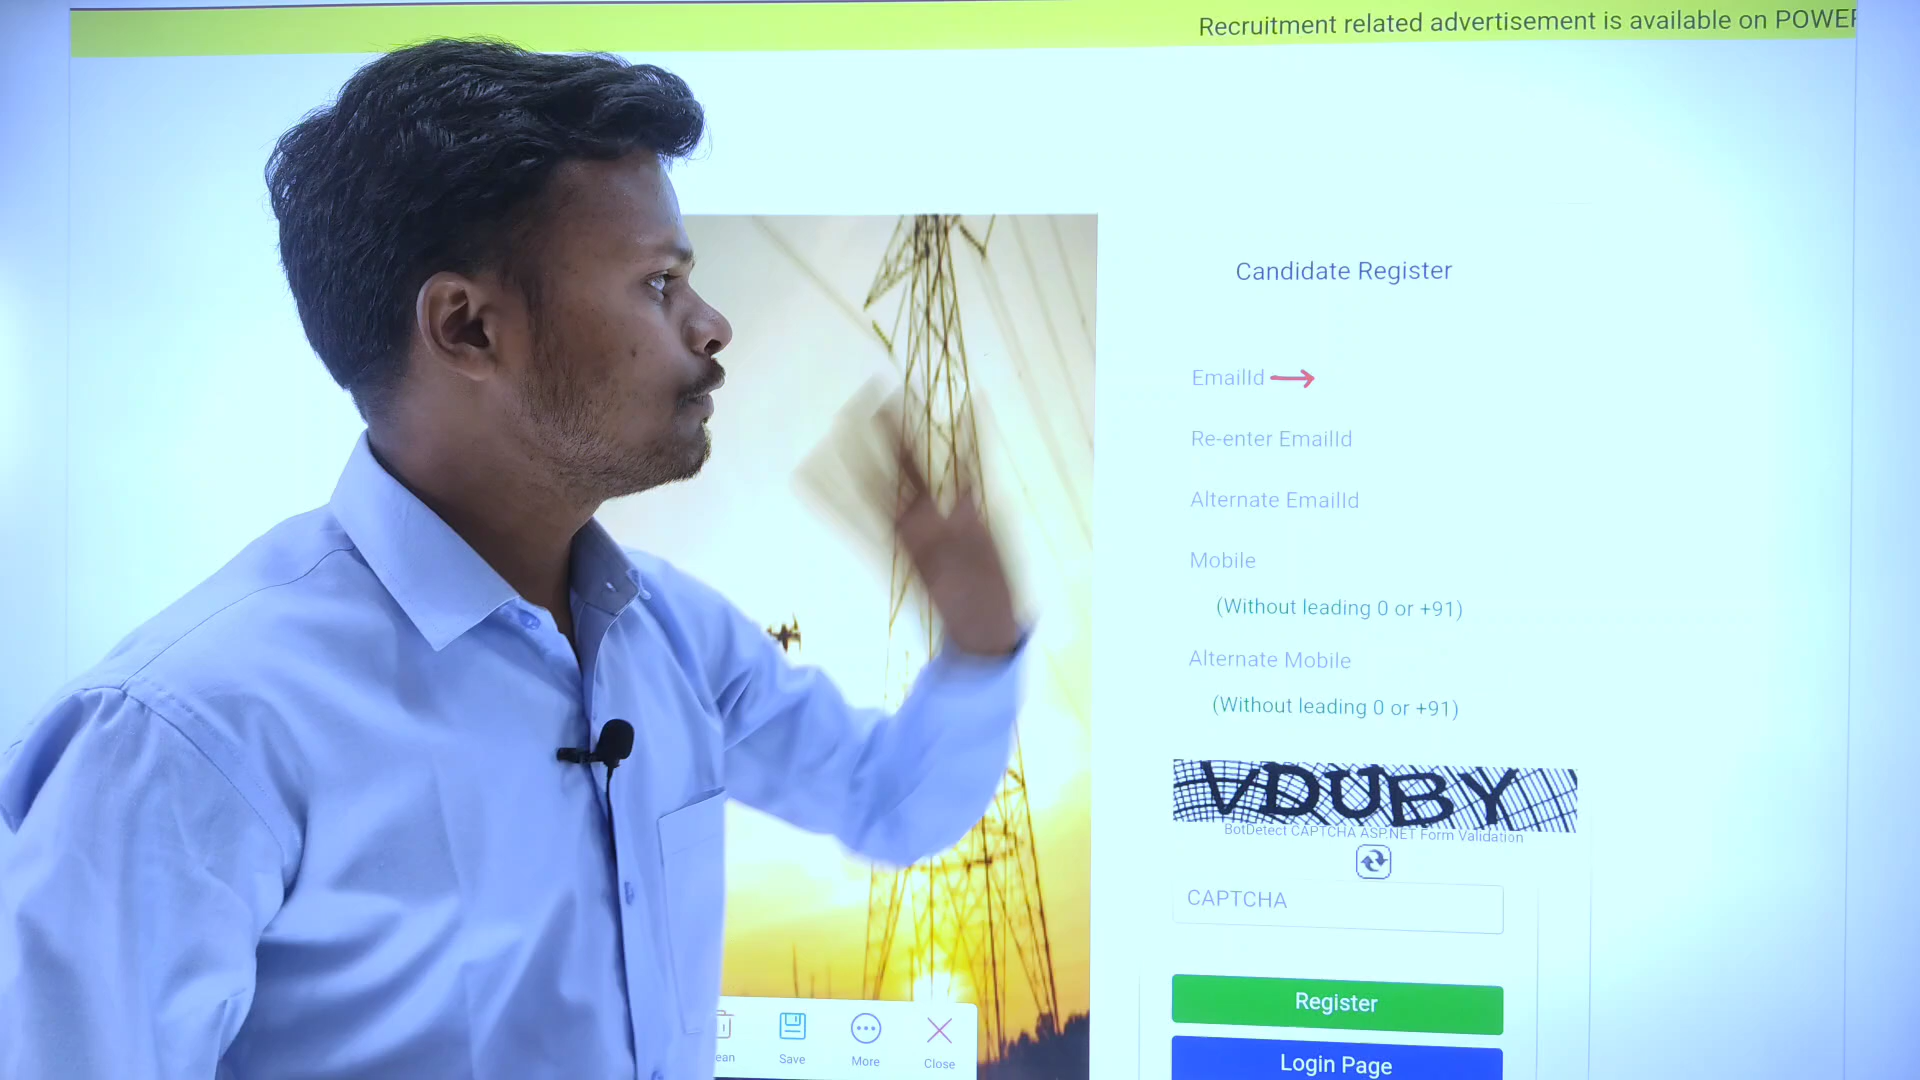 Recruitment related advertisement is available on
Candidate Register
EmailId
Re-enter EmailId
Alternate EmailId
Mobile
(Without leading 0 or +91)
Alternate Mobile
(Without leading 0 or +91)
VDUBY
BotDetect CAPTCHA ASP.NET Form Validation
CAPTCHA
Register
Login Page
Save
More
Close